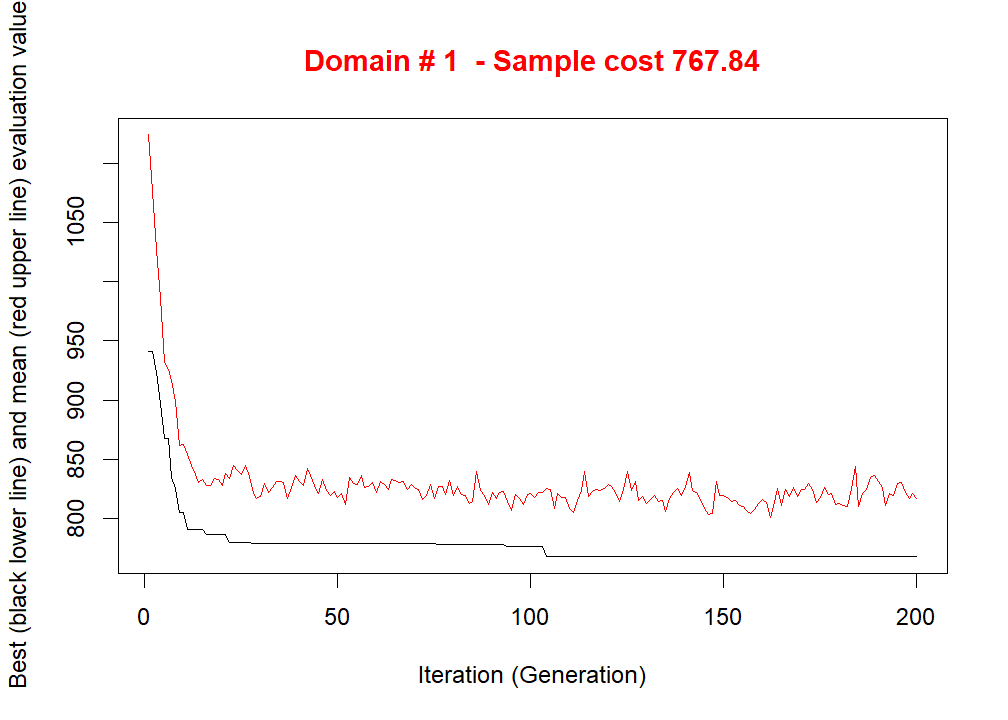 Domain # 1  - Sample cost 767.84
Best (black lower line) and mean (red upper line) evaluation value
1050
950
900
850
800
0 50 100 150 200
Iteration (Generation)